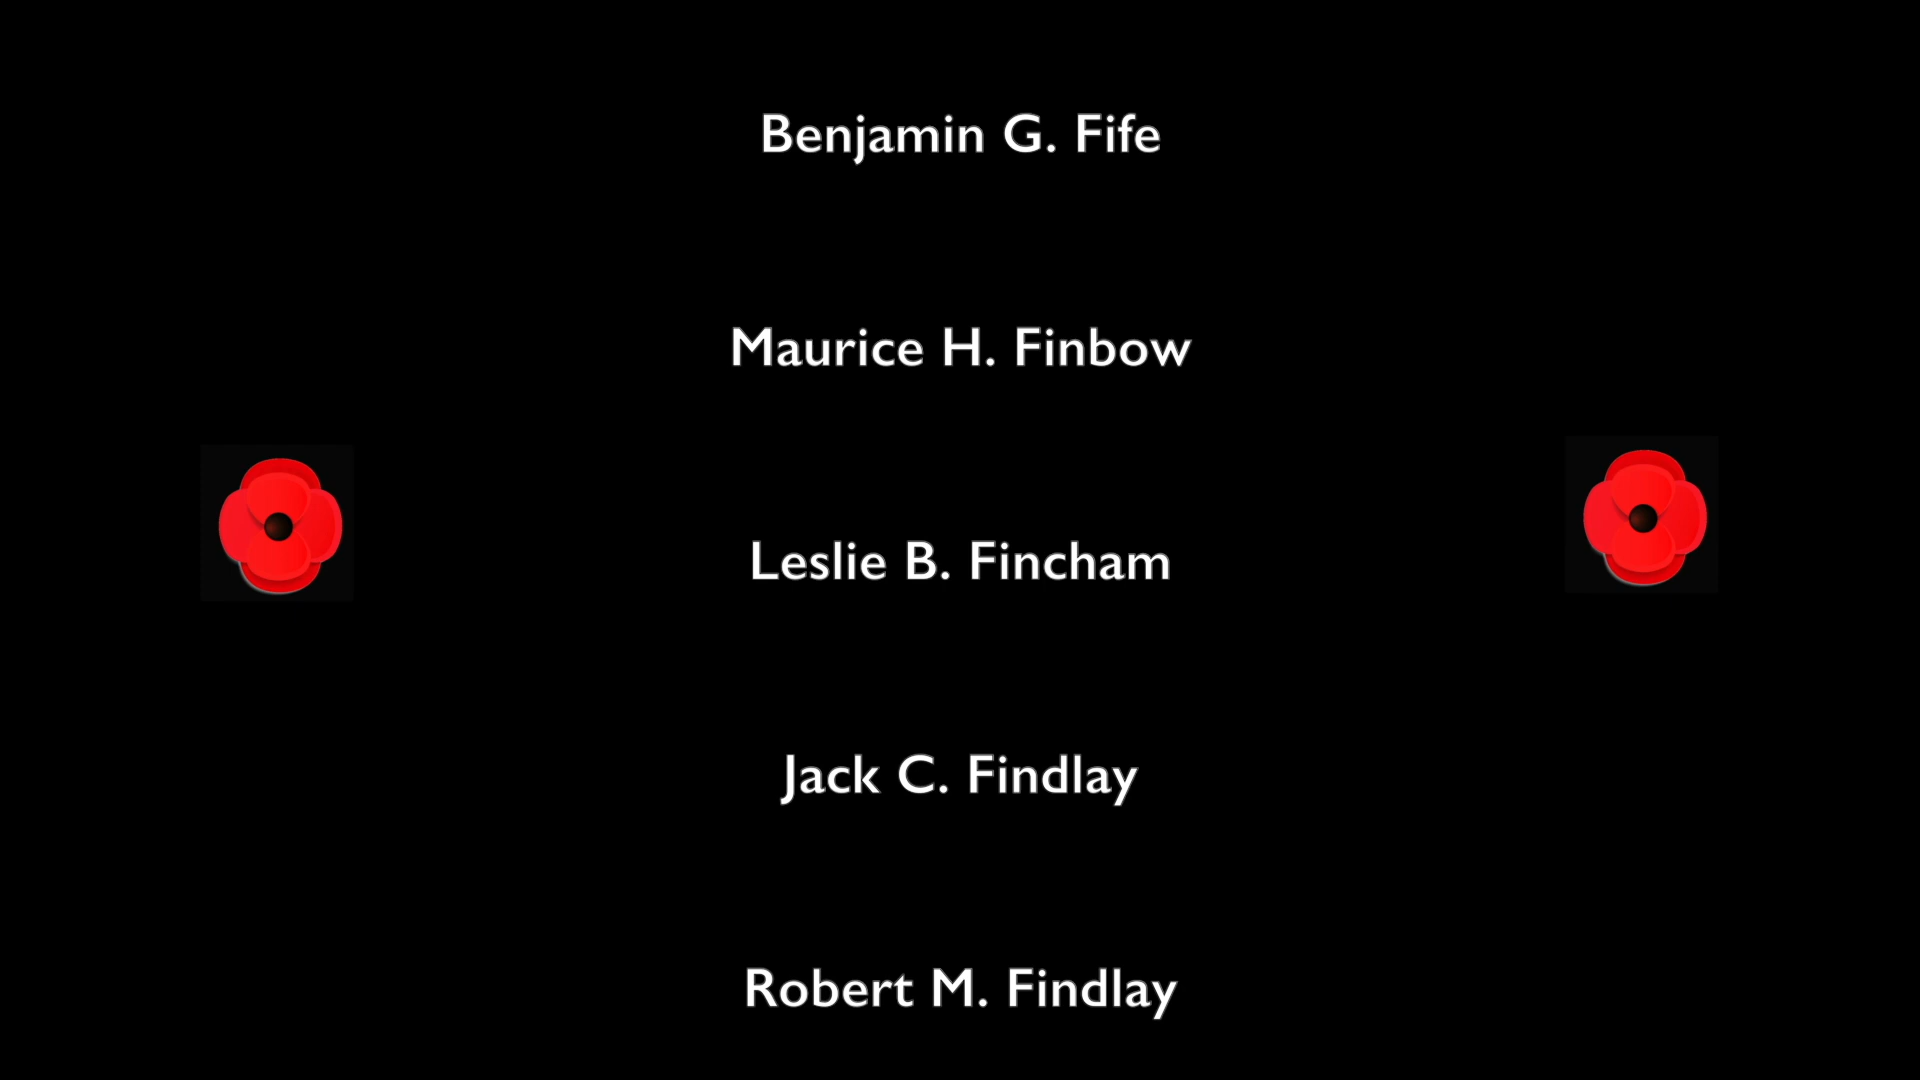 Benjamin G. Fife
Maurice H. Finbow
Leslie B. Fincham
Jack C. Findlay
Robert M. Findlay